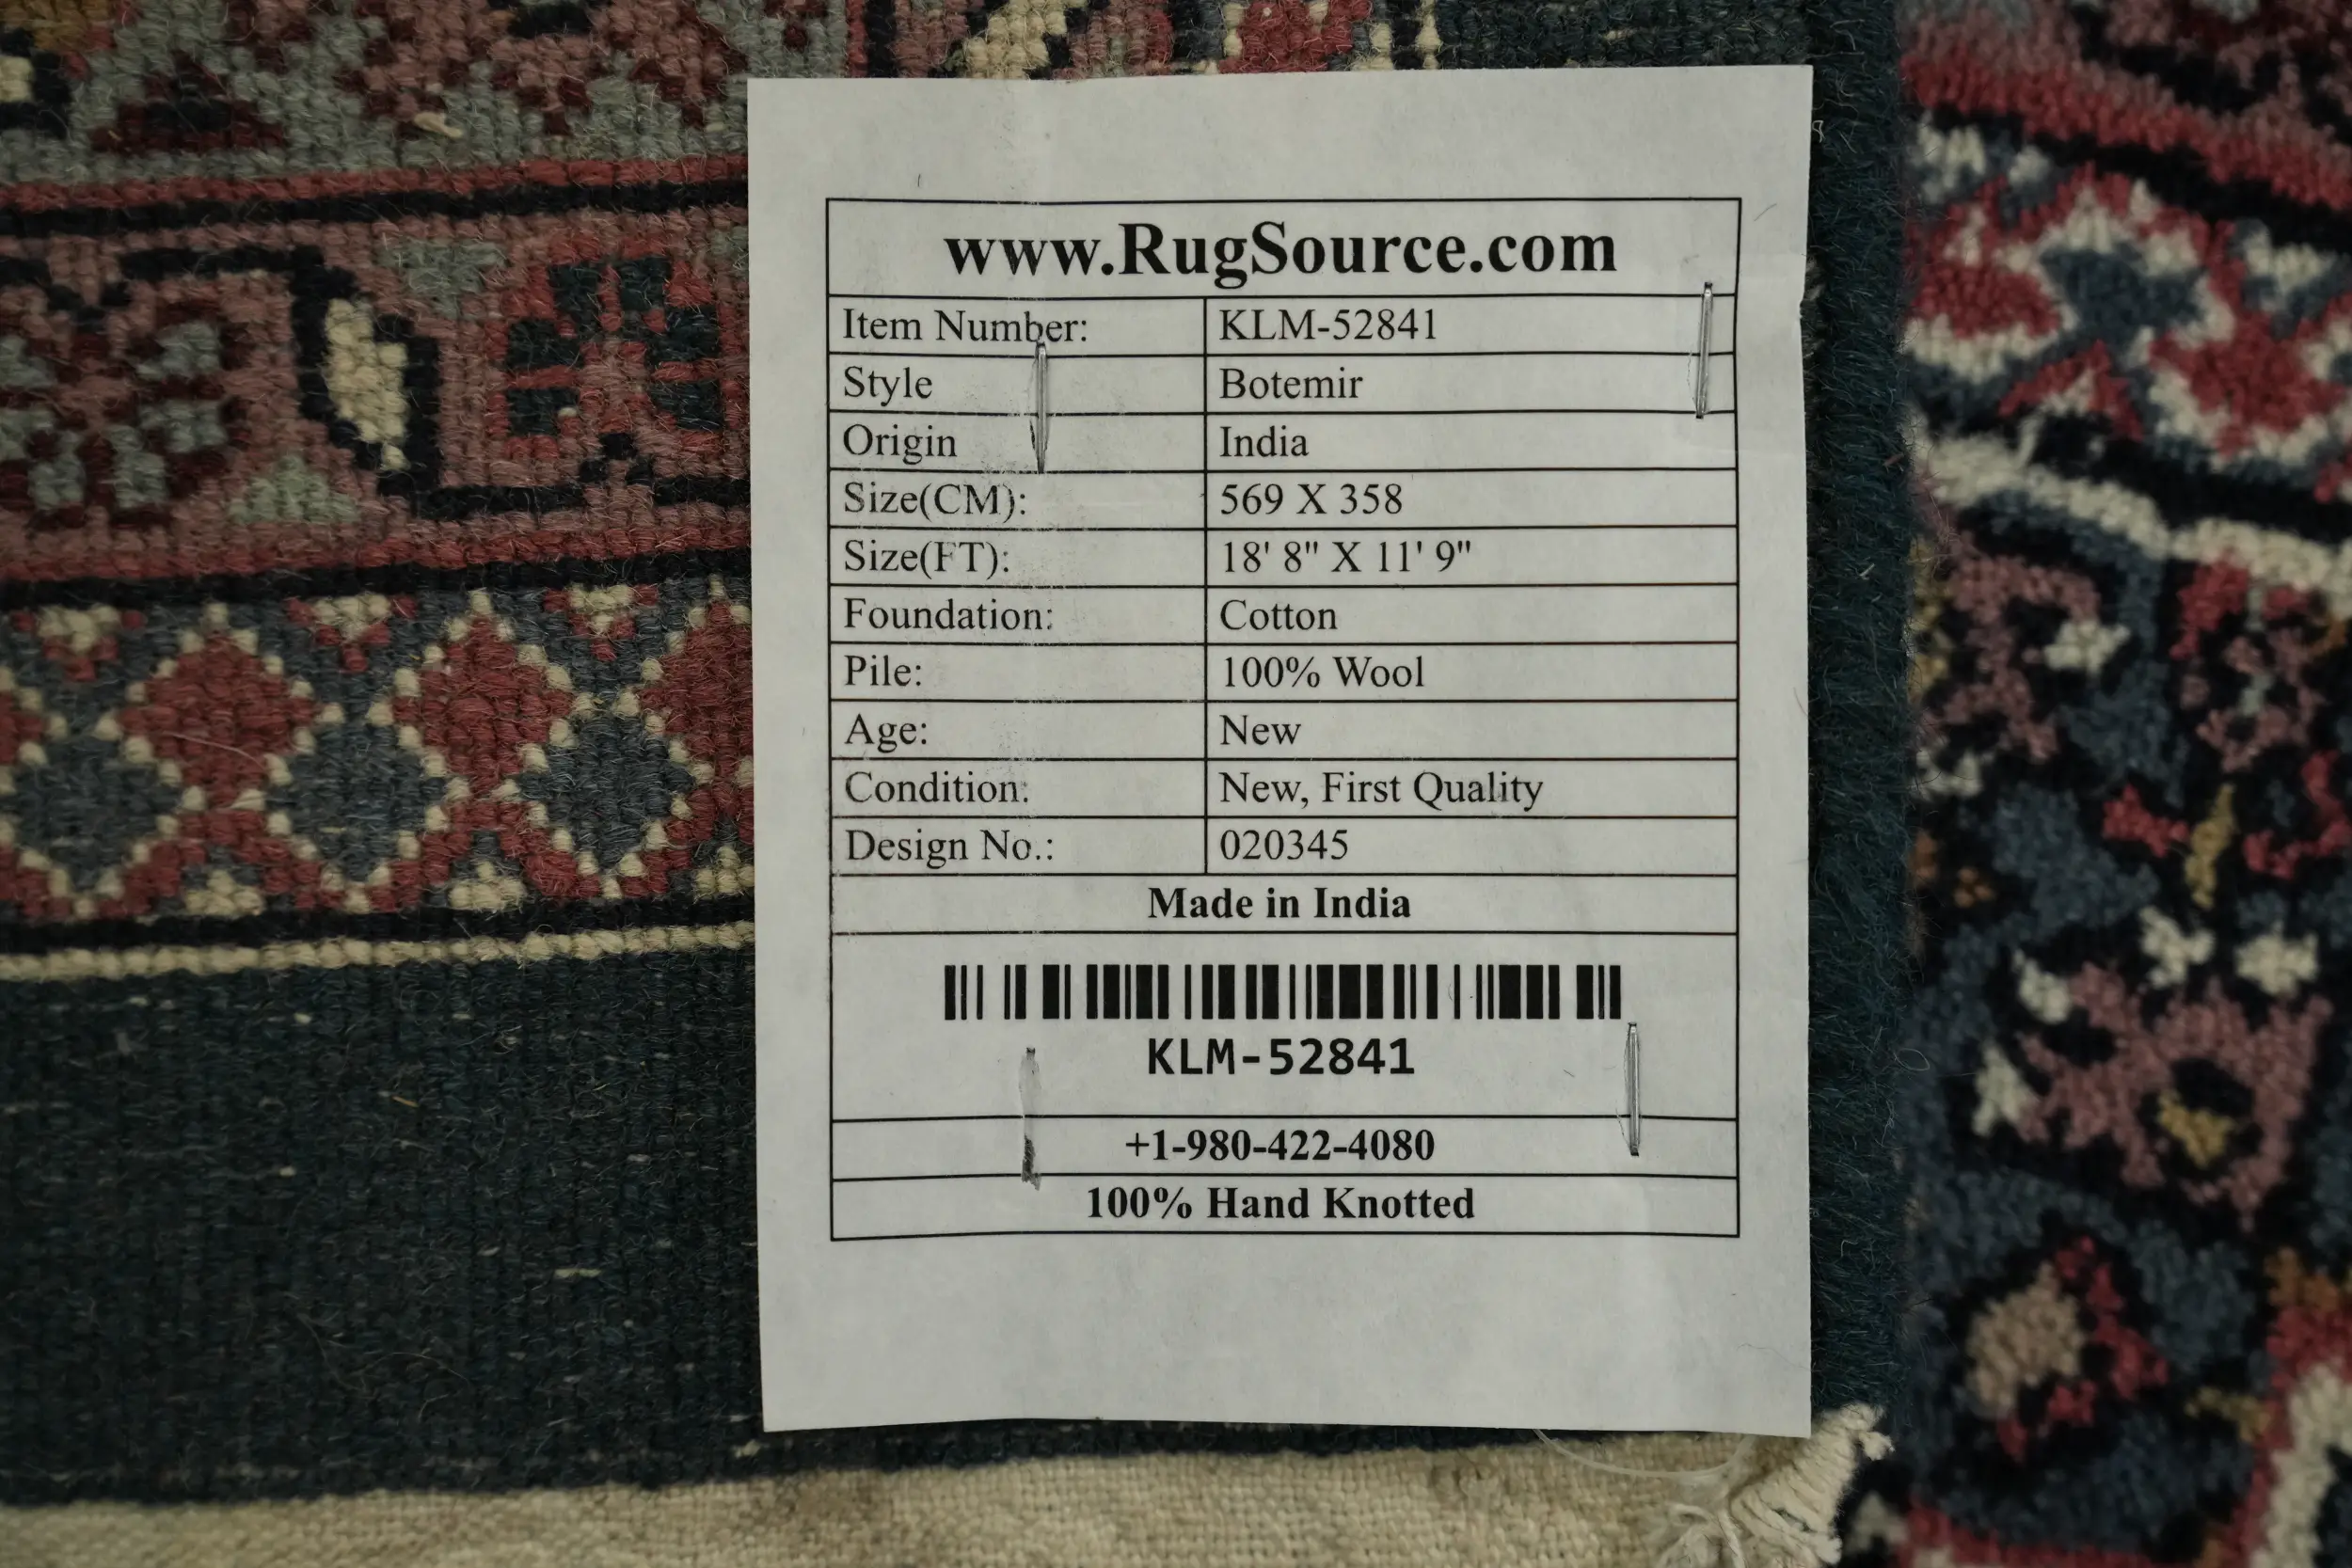 www.RugSource.com
Item Number: KLM-52841
Style Botemir
Origin India
Size(CM): 569 X 358
Size(FT): 18' 8" X 11' 9"
Foundation: Cotton
Pile: 100% Wool
Age: New
Condition: New, First Quality
Design No.: 020345
Made in India
KLM-52841
+1-980-422-4080
100% Hand Knotted